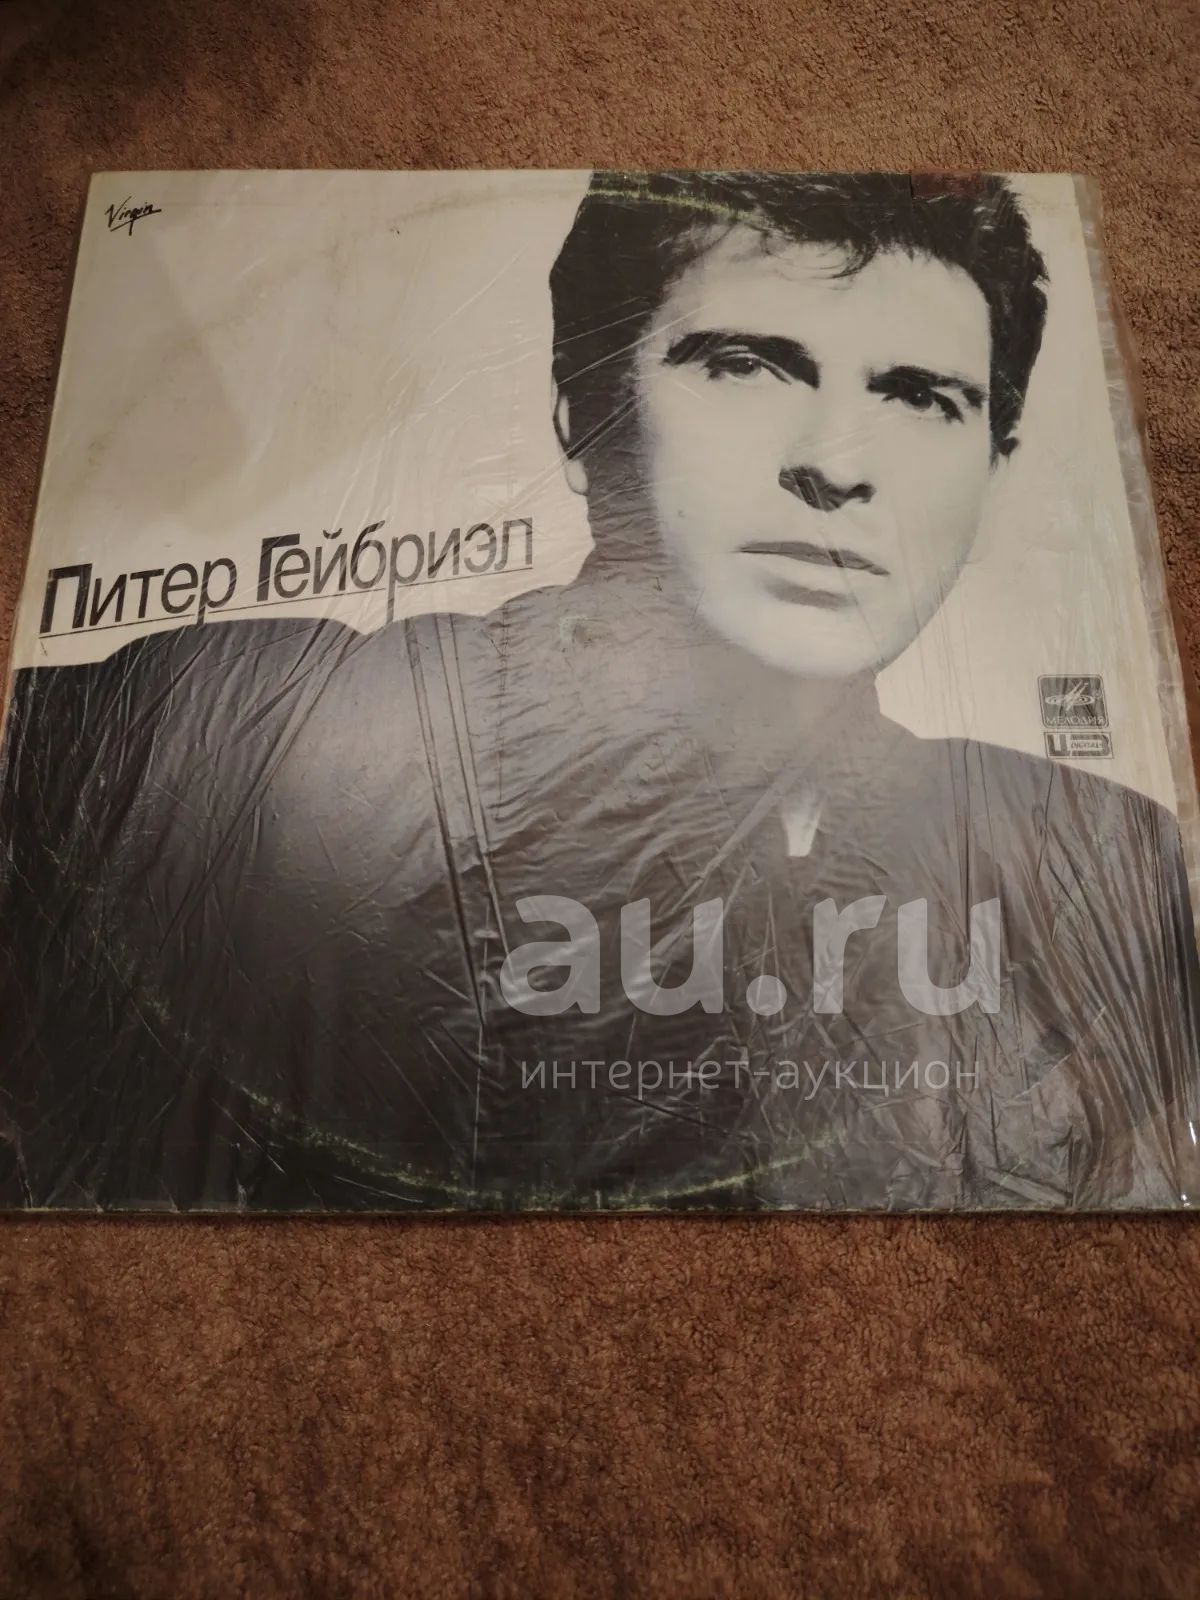 Virgin
Питер Гейбриэл
МЕЛОДИЯ
DIGITAL
au.ru
интернет-аукцион